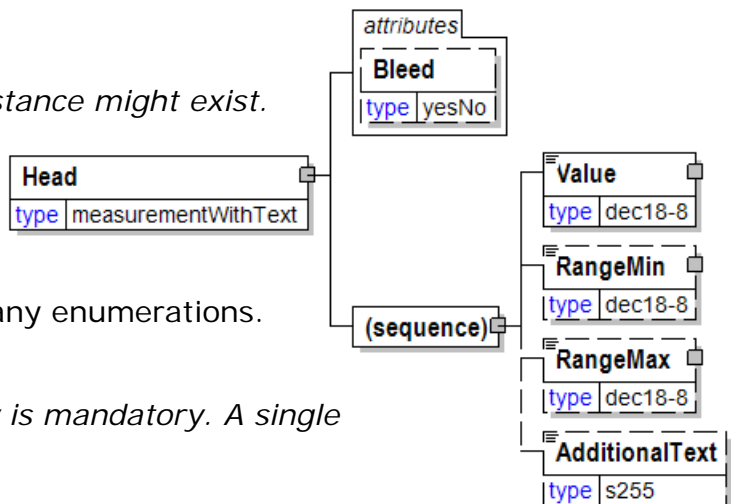 attributes
Bleed
type yesNo
stance might exist.
Head
type measurementWithText
Value
type dec18-8
RangeMin
type dec18-8
any enumerations.
(sequence)
RangeMax
type dec18-8
is mandatory. A single
AdditionalText
type s255